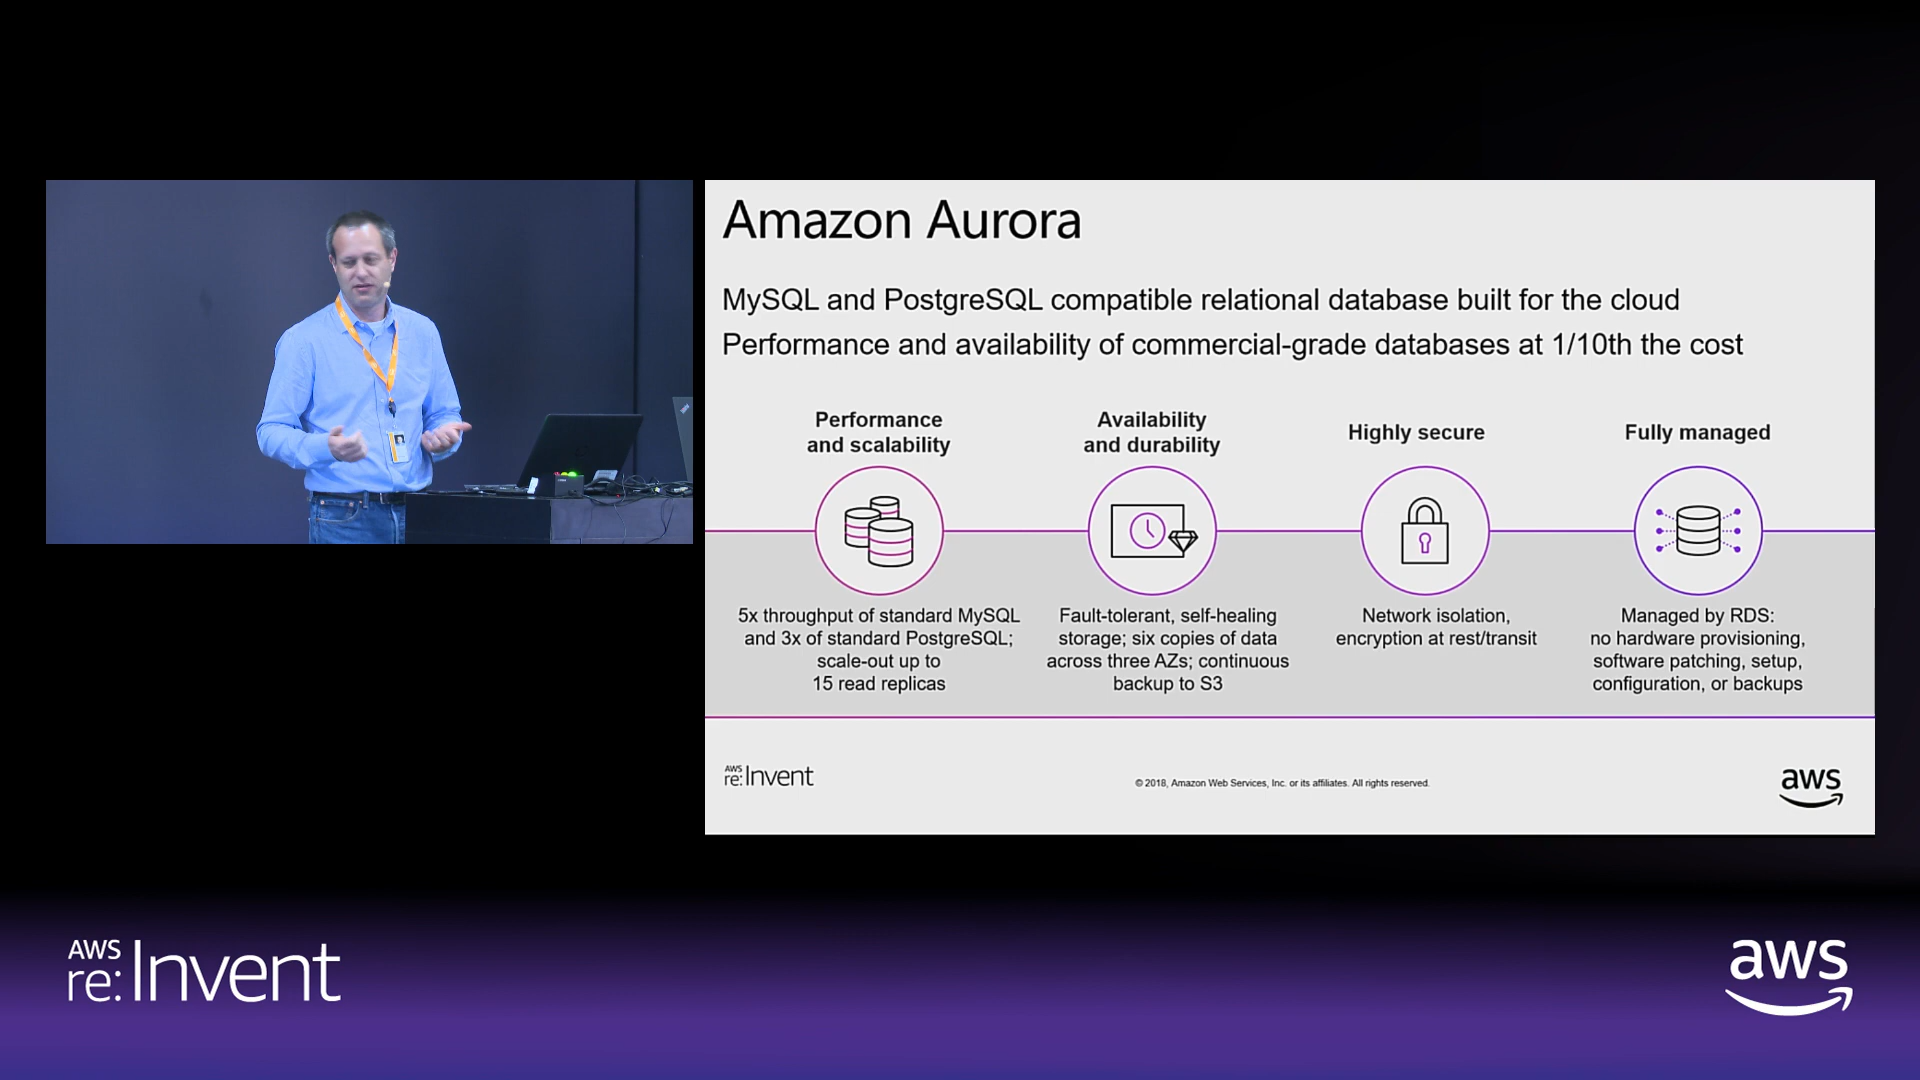 Amazon Aurora
MySQL and PostgreSQL compatible relational database built for the cloud
Performance and availability of commercial-grade databases at 1/10th the cost
Performance
and scalability
5x throughput of standard MySQL
and 3x of standard PostgreSQL;
scale-out up to
15 read replicas
Availability
and durability
Fault-tolerant, self-healing
storage; six copies of data
across three AZs; continuous
backup to S3
Highly secure
Network isolation,
encryption at rest/transit
Fully managed
Managed by RDS:
no hardware provisioning,
software patching, setup,
configuration, or backups
AWS
re:Invent
© 2018, Amazon Web Services, Inc. or its affiliates. All rights reserved.
aws
AWS
re:Invent
aws